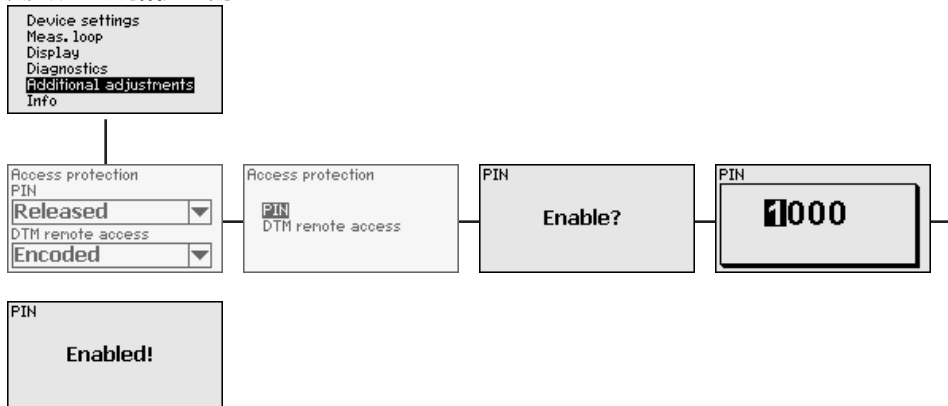 Device settings
Meas. loop
Display
Diagnostics
Additional adjustments
Info
Access protection
PIN
Released
DTM remote access
Encoded
Access protection
PIN
DTM remote access
PIN
Enable?
PIN
1000
PIN
Enabled!